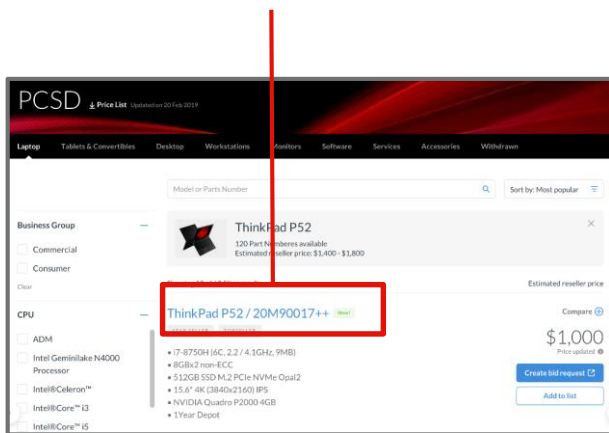 PCSD Price List Updated on 20 Feb 2019
Laptop Tablets & Convertibles Desktop Workstations Monitors Software Services Accessories Withdrawn
Model or Parts Number
Sort by: Most popular
Business Group
Commercial
Consumer
Clear
ThinkPad P52
120 Part Numberes available
Estimated reseller price: $1,400 - $1,800
Estimated reseller price
CPU
ADM
Intel Geminilake N4000
Processor
Intel®Celeron™
Intel®Core™ i3
Intel®Core™ i5
ThinkPad P52 / 20M90017++ New!
• i7-8750H (6C, 2.2 / 4.1GHz, 9MB)
• 8GBx2 non-ECC
• 512GB SSD M.2 PCIe NVMe Opal2
• 15.6" 4K (3840x2160) IPS
• NVIDIA Quadro P2000 4GB
• 1Year Depot
Compare
$1,000
Price updated
Create bid request
Add to list